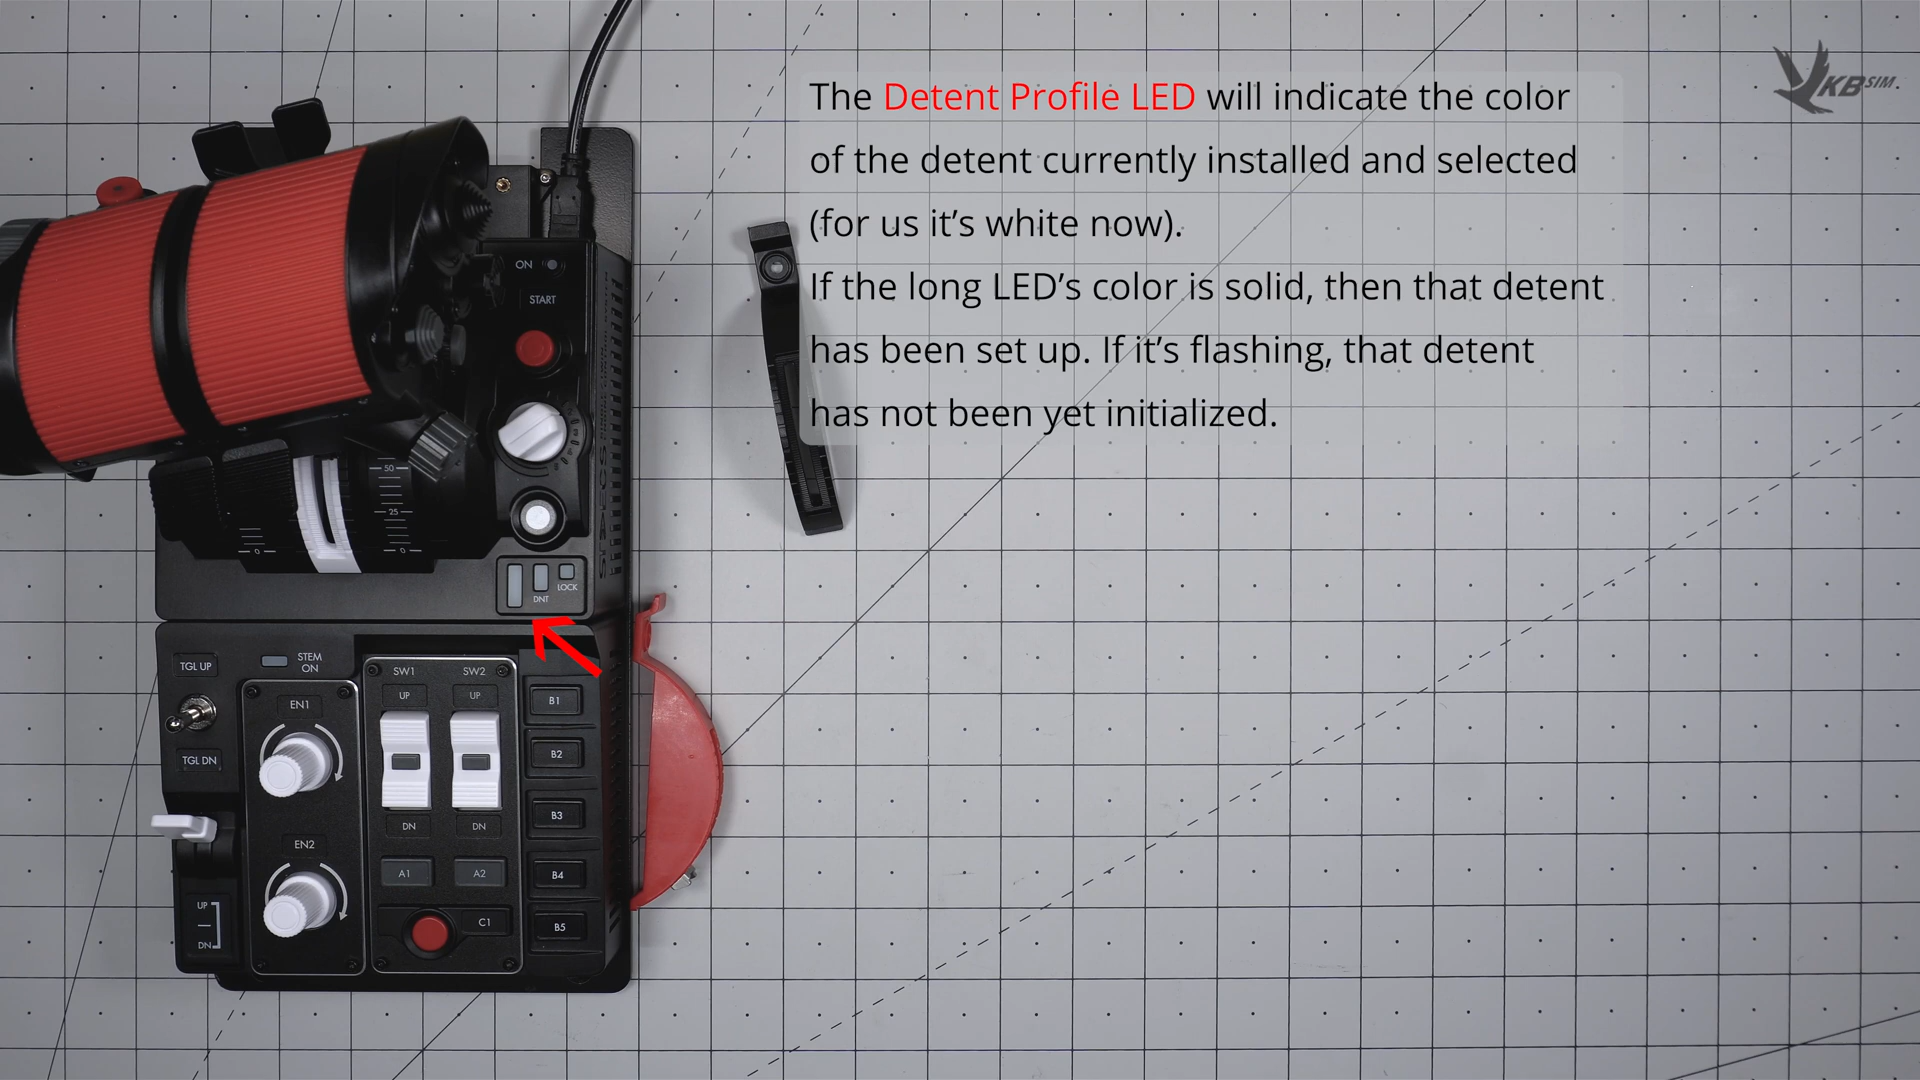 The Detent Profile LED will indicate the color
of the detent currently installed and selected
(for us it’s white now).
If the long LED’s color is solid, then that detent
has been set up. If it’s flashing, that detent
has not been yet initialized.
VKBSIM.
ON
START
50
25
0
0
DNT
LOCK
TGL UP
STEM
ON
SW1
SW2
UP
UP
EN1
B1
B2
TGL DN
B3
DN
DN
EN2
A1
A2
B4
UP
DN
C1
B5